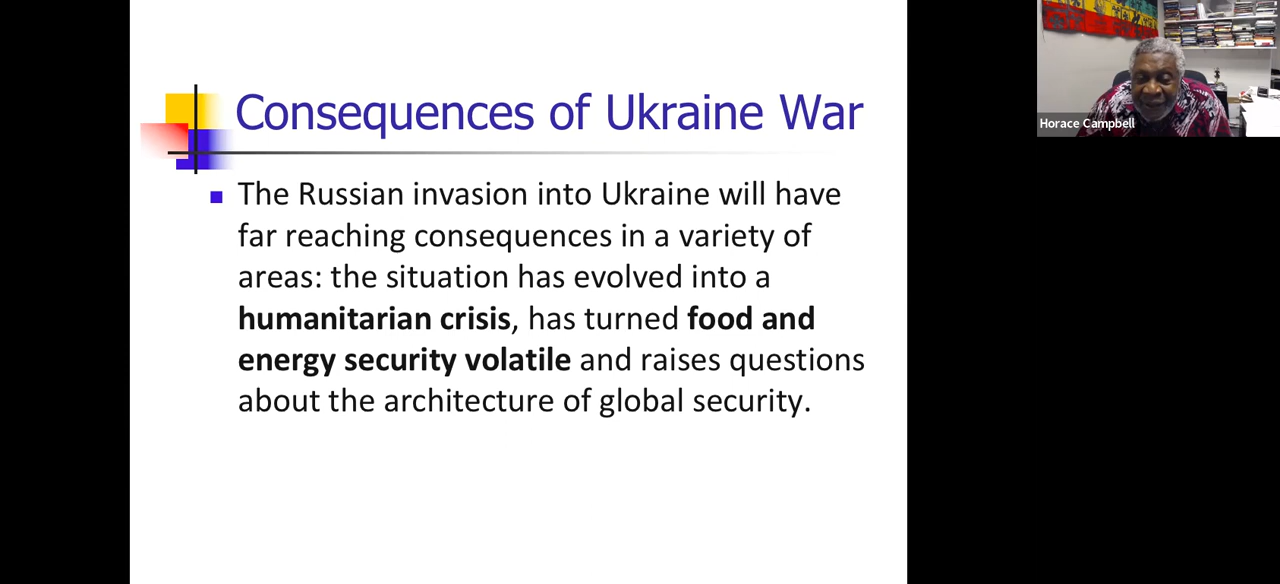 Consequences of Ukraine War
The Russian invasion into Ukraine will have
far reaching consequences in a variety of
areas: the situation has evolved into a
humanitarian crisis, has turned food and
energy security volatile and raises questions
about the architecture of global security.
Horace Campbell